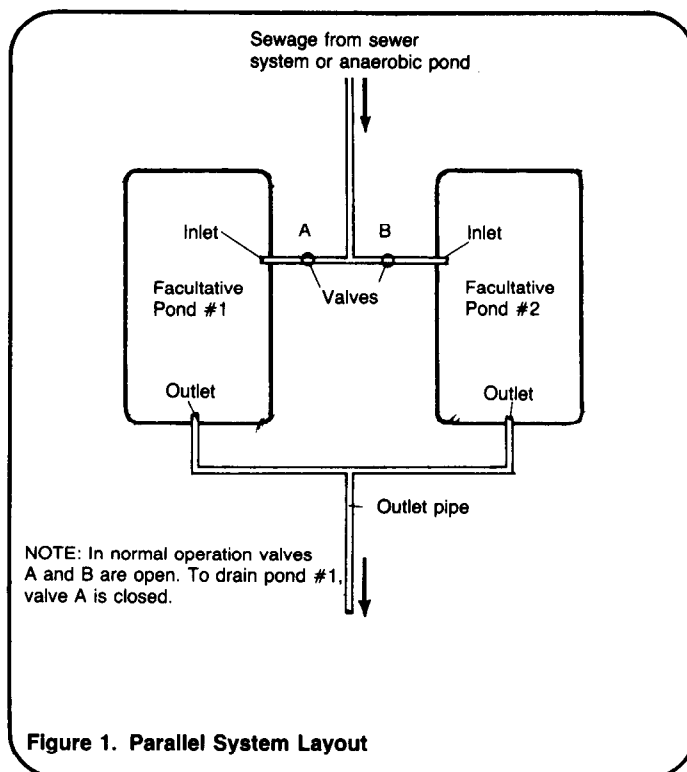 Sewage from sewer
system or anaerobic pond
A
B
Inlet
Inlet
Valves
Facultative
Pond #1
Facultative
Pond #2
Outlet
Outlet
Outlet pipe
NOTE: In normal operation valves
A and B are open. To drain pond #1,
valve A is closed.
Figure 1. Parallel System Layout